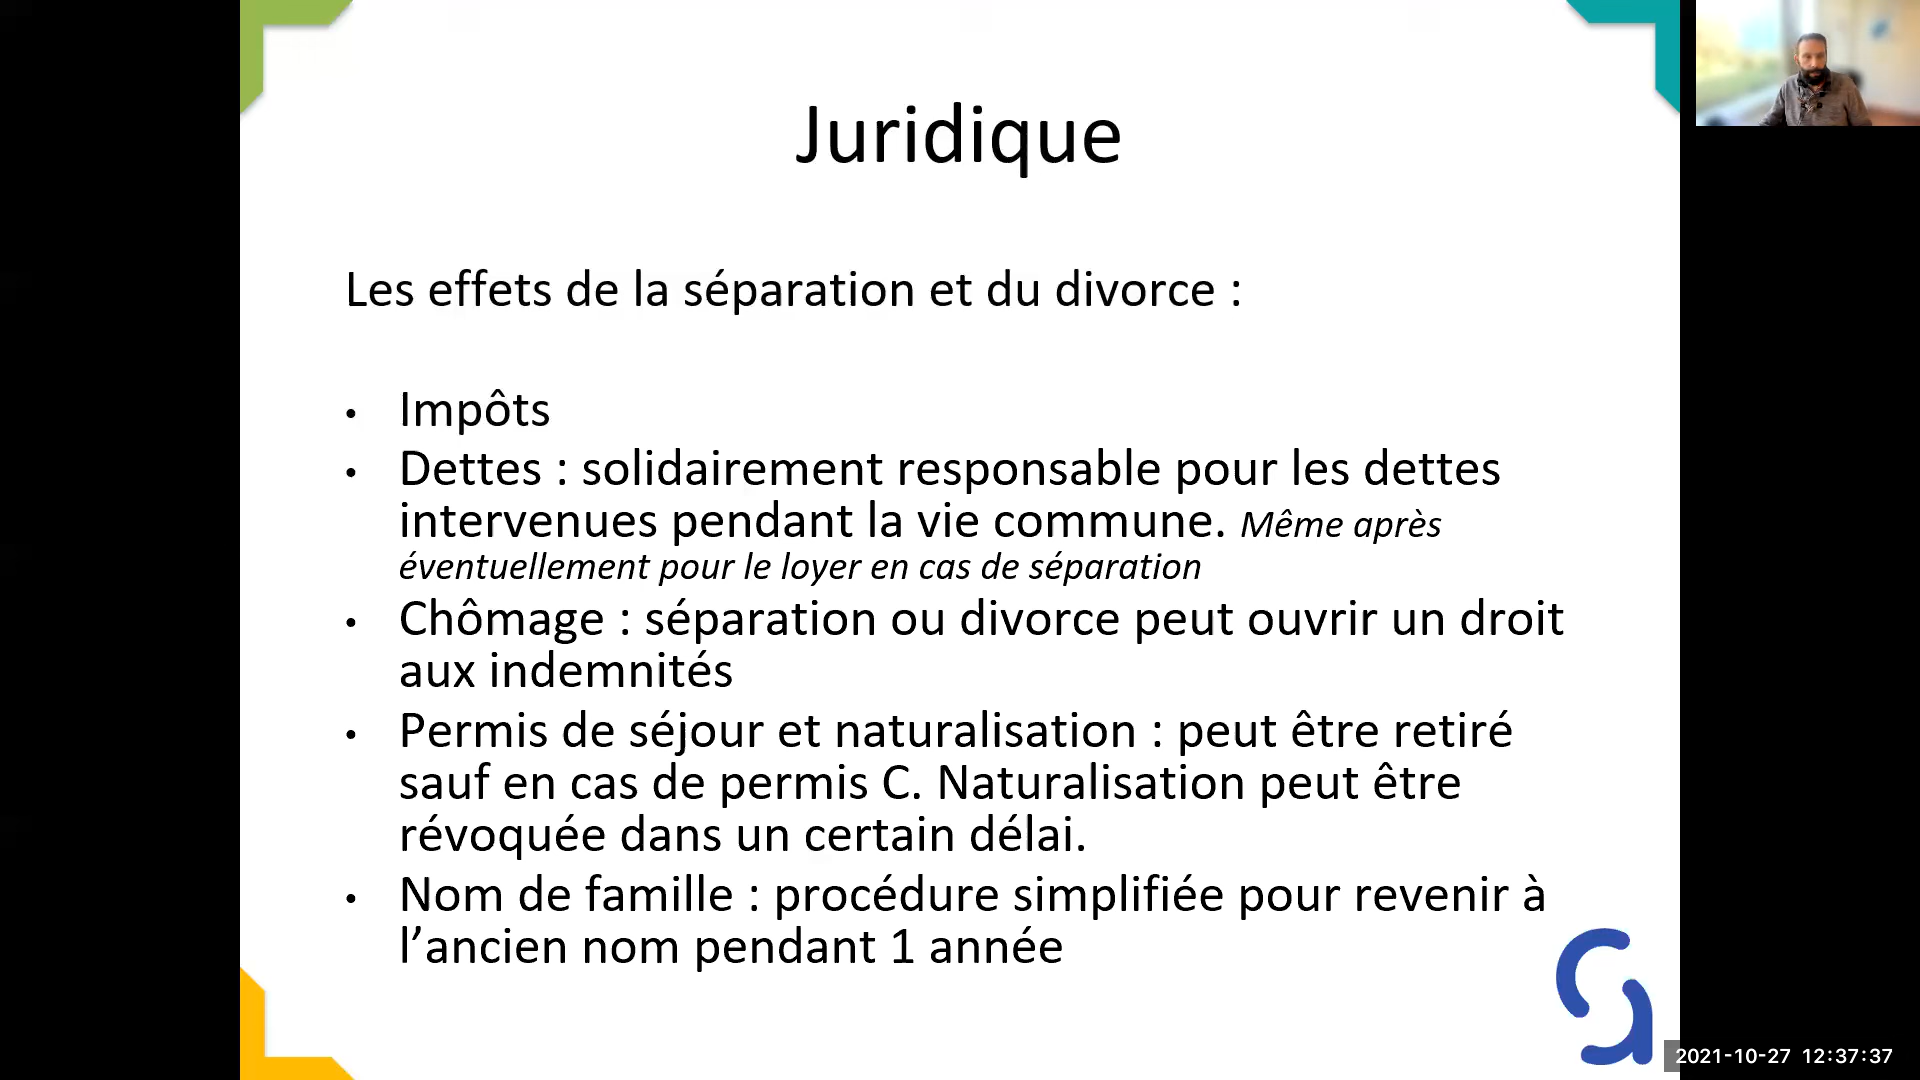 Juridique
Les effets de la séparation et du divorce :
• Impôts
• Dettes : solidairement responsable pour les dettes
intervenues pendant la vie commune. Même après
éventuellement pour le loyer en cas de séparation
• Chômage : séparation ou divorce peut ouvrir un droit
aux indemnités
• Permis de séjour et naturalisation : peut être retiré
sauf en cas de permis C. Naturalisation peut être
révoquée dans un certain délai.
• Nom de famille : procédure simplifiée pour revenir à
l’ancien nom pendant 1 année
2021-10-27 12:37:37